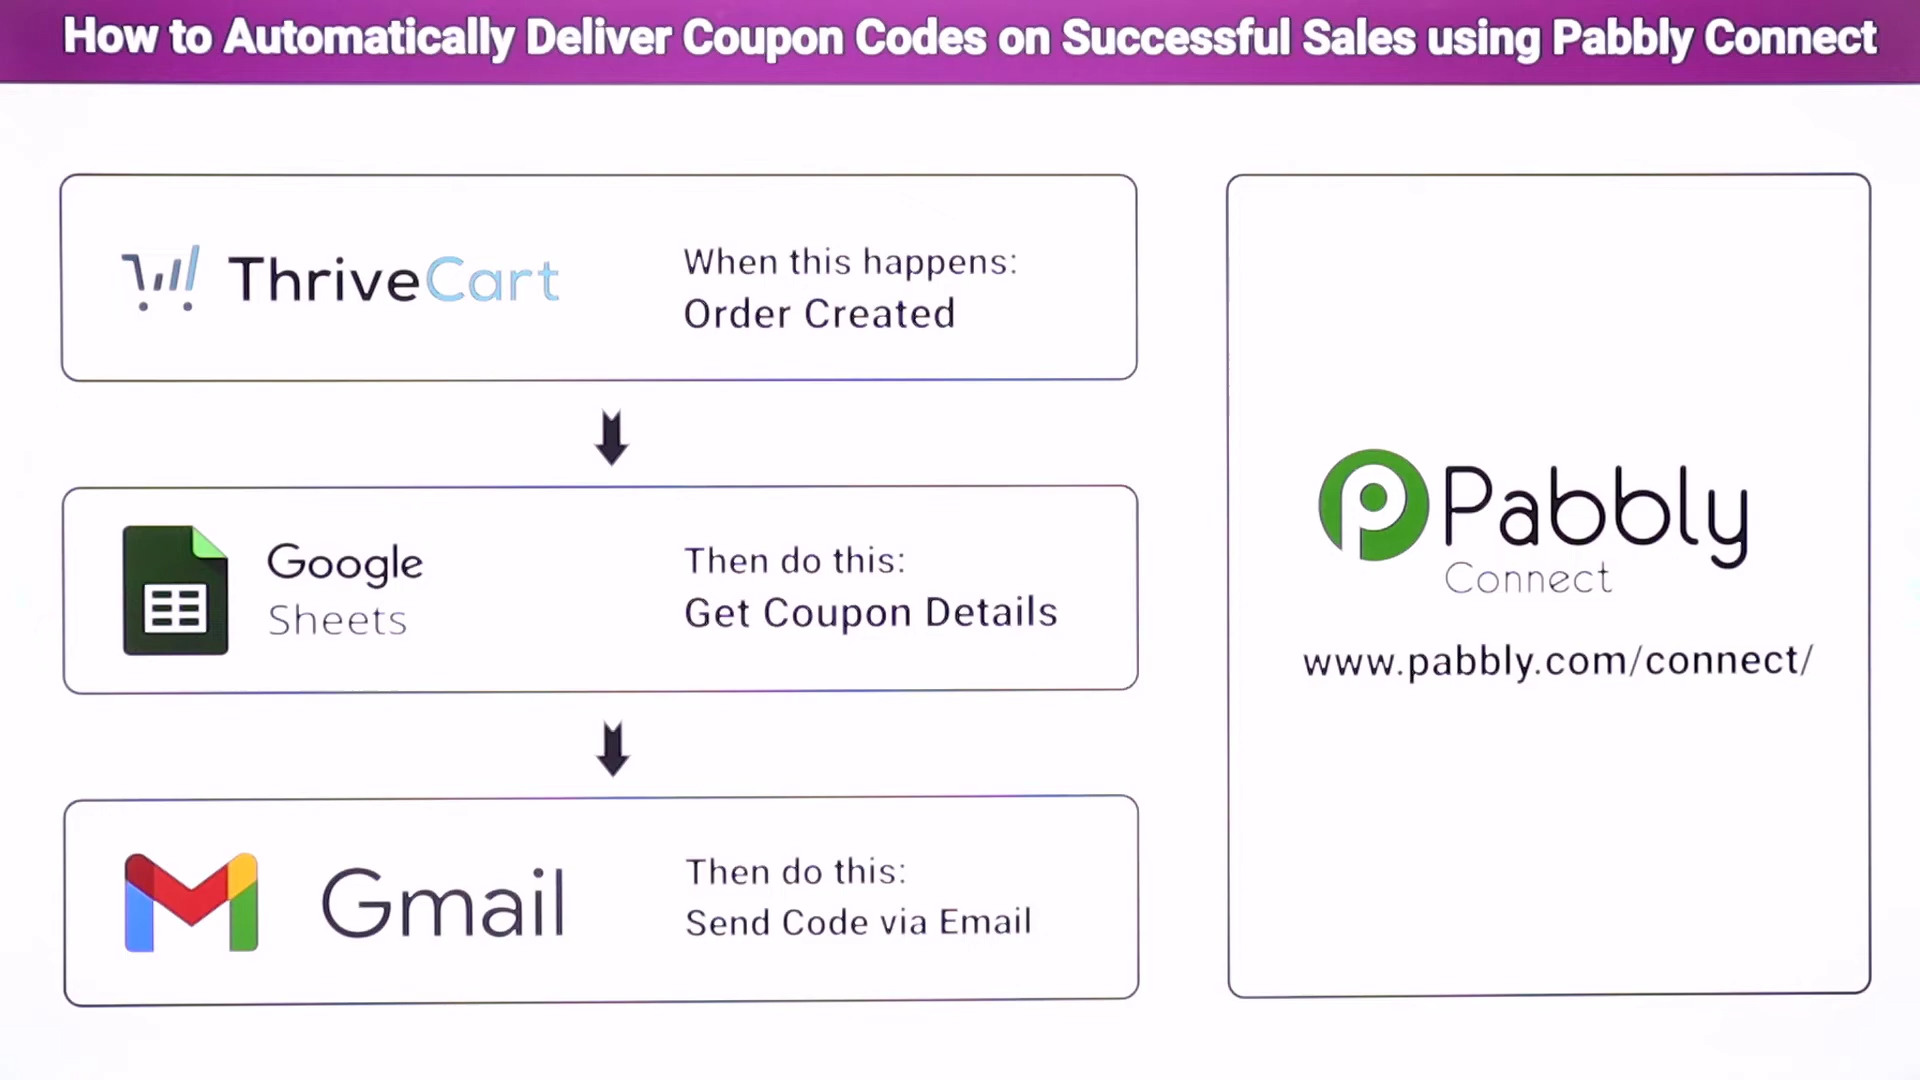 How to Automatically Deliver Coupon Codes on Successful Sales using Pabbly Connect
ThriveCart
When this happens:
Order Created
Google
Sheets
Then do this:
Get Coupon Details
Gmail
Then do this:
Send Code via Email
Pabbly
Connect
www.pabbly.com/connect/